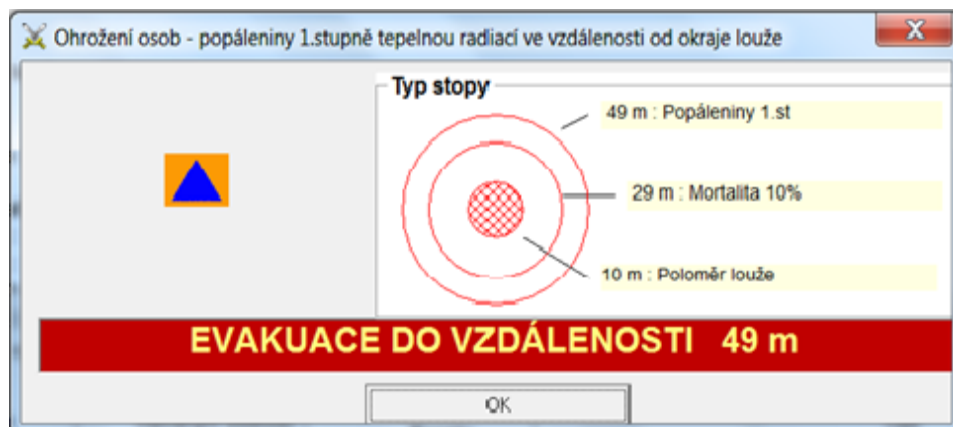 Ohrožení osob - popáleniny 1.stupně tepelnou radiací ve vzdálenosti od okraje louže
Typ stopy
49 m : Popáleniny 1.st
29 m : Mortalita 10%
10 m : Poloměr louže
EVAKUACE DO VZDÁLENOSTI 49 m
OK